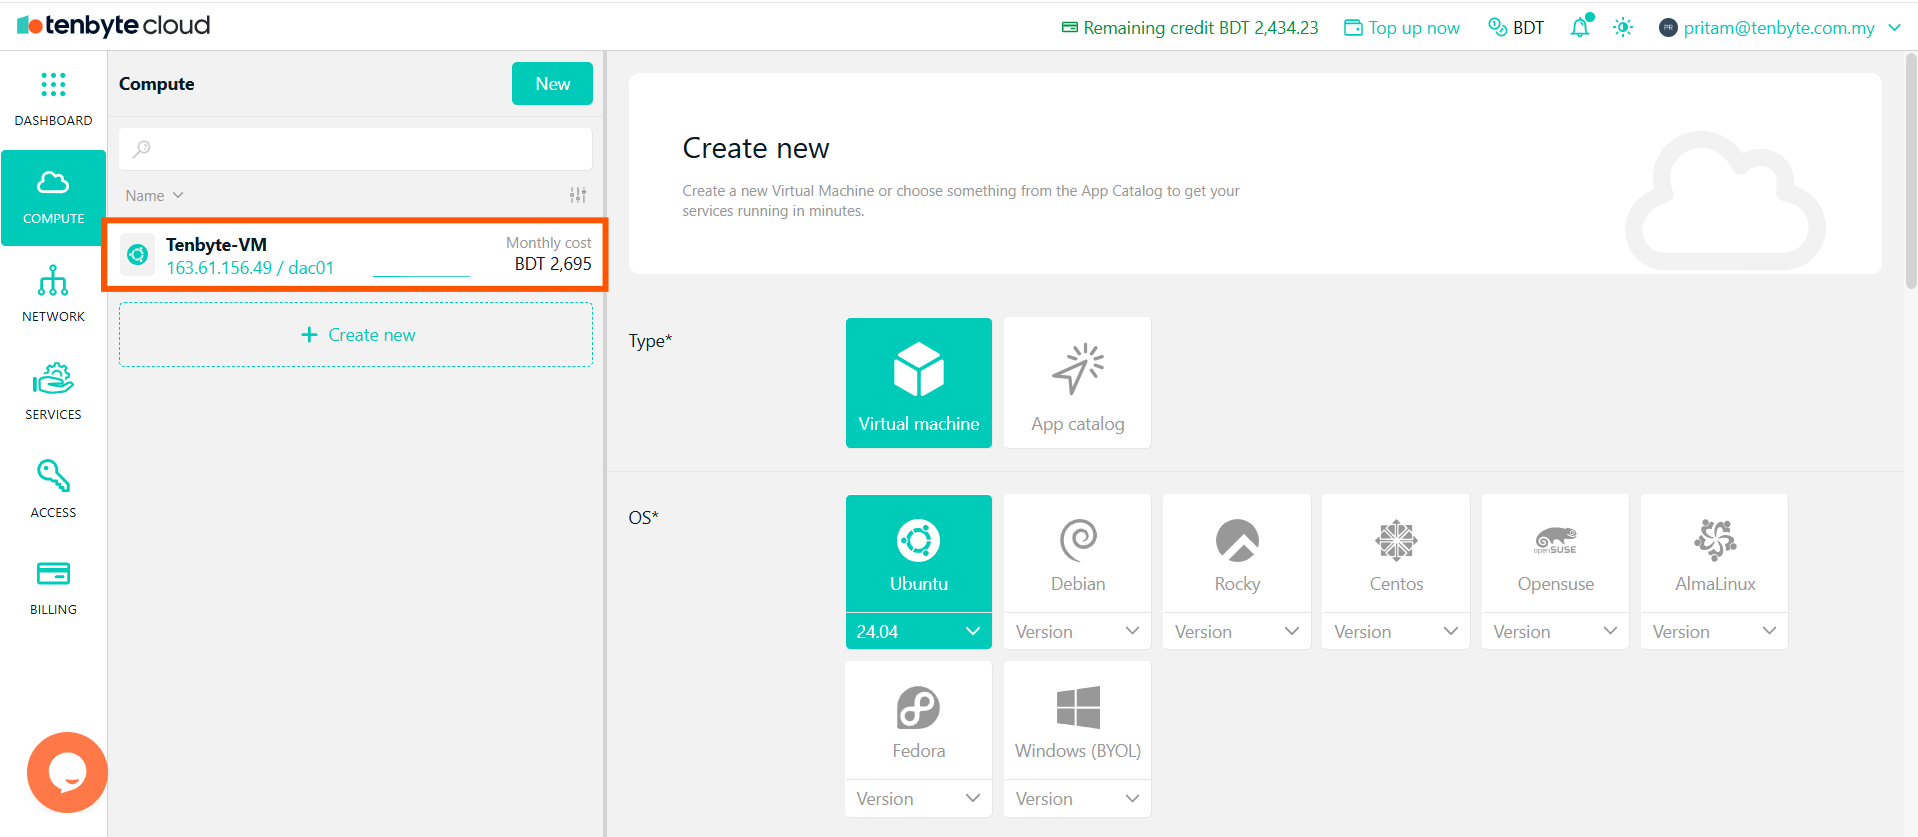 tenbyte cloud
Remaining credit BDT 2,434.23
Top up now
BDT
PR
pritam@tenbyte.com.my
DASHBOARD
COMPUTE
NETWORK
SERVICES
ACCESS
BILLING
Compute
New
Name
Tenbyte-VM
163.61.156.49 / dac01
Monthly cost
BDT 2,695
+ Create new
Create new
Create a new Virtual Machine or choose something from the App Catalog to get your
services running in minutes.
Type*
Virtual machine
App catalog
OS*
Ubuntu
24.04
Debian
Version
Rocky
Version
Centos
Version
openSUSE
Opensuse
Version
AlmaLinux
Version
Fedora
Version
Windows (BYOL)
Version